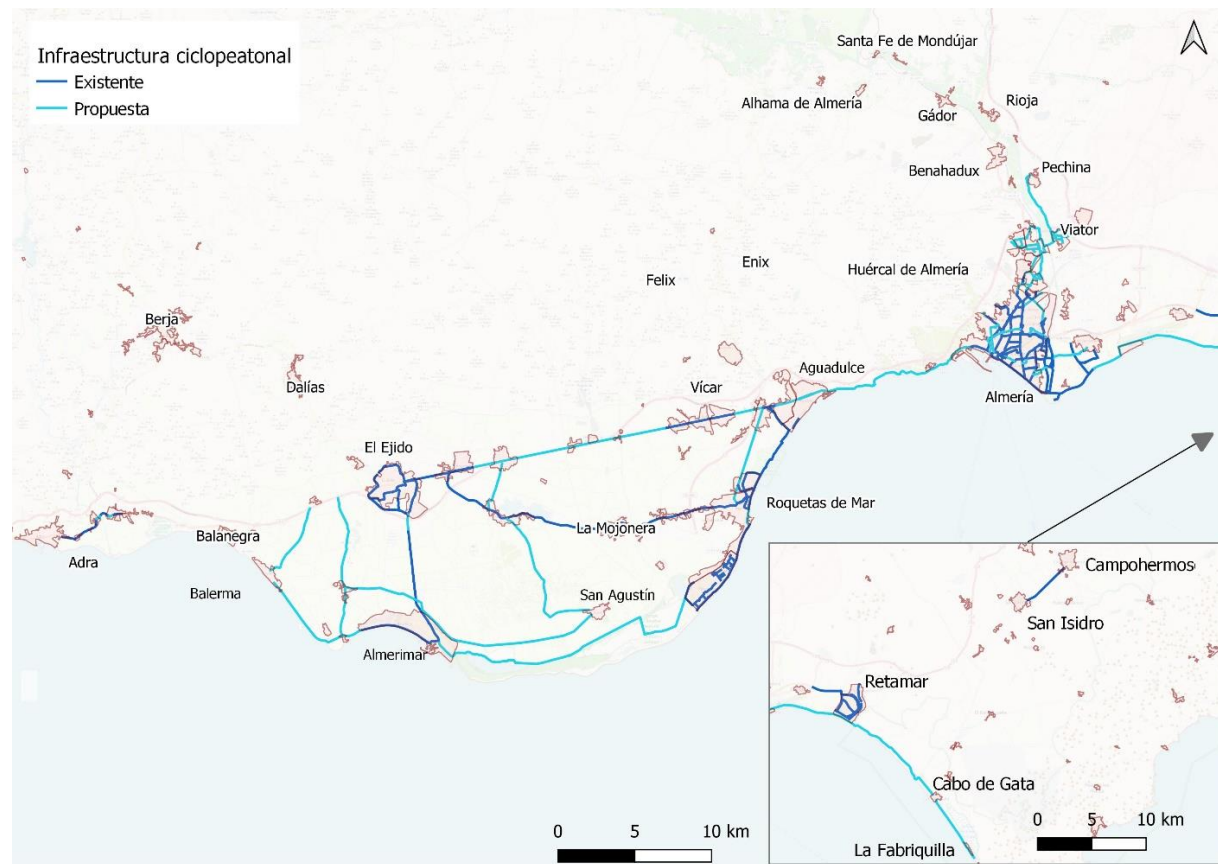 Infraestructura ciclopeatonal
Existente
Propuesta
Santa Fe de Mondújar
Alhama de Almería
Gádor
Rioja
Benahadux
Pechina
Viator
Huércal de Almería
Enix
Felix
Berja
Dalías
Aguadulce
Vícar
Almería
El Ejido
Roquetas de Mar
La Mojonera
Adra
Balanegra
Balerma
San Agustín
Almerimar
0 5 10 km
Campohermos
San Isidro
Retamar
Cabo de Gata
0 5 10 km
La Fabriquilla